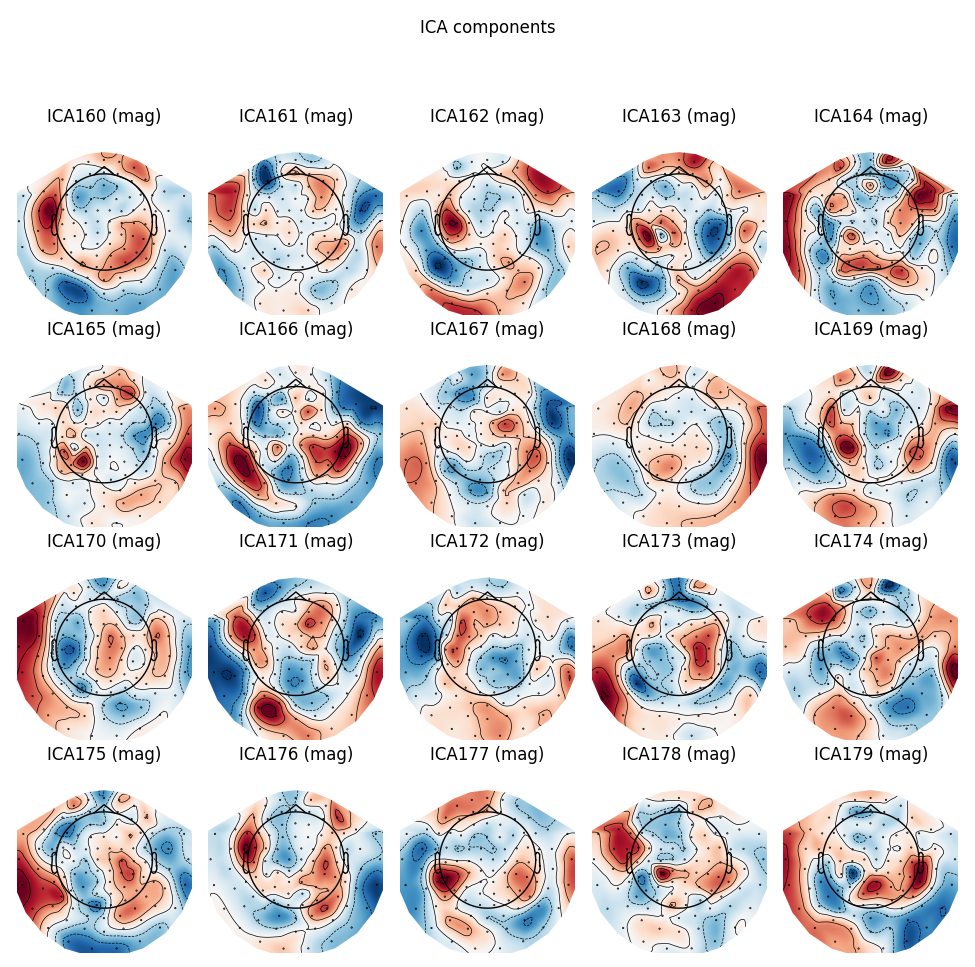 ICA components
ICA160 (mag) ICA161 (mag) ICA162 (mag) ICA163 (mag) ICA164 (mag)
ICA165 (mag) ICA166 (mag) ICA167 (mag) ICA168 (mag) ICA169 (mag)
ICA170 (mag) ICA171 (mag) ICA172 (mag) ICA173 (mag) ICA174 (mag)
ICA175 (mag) ICA176 (mag) ICA177 (mag) ICA178 (mag) ICA179 (mag)